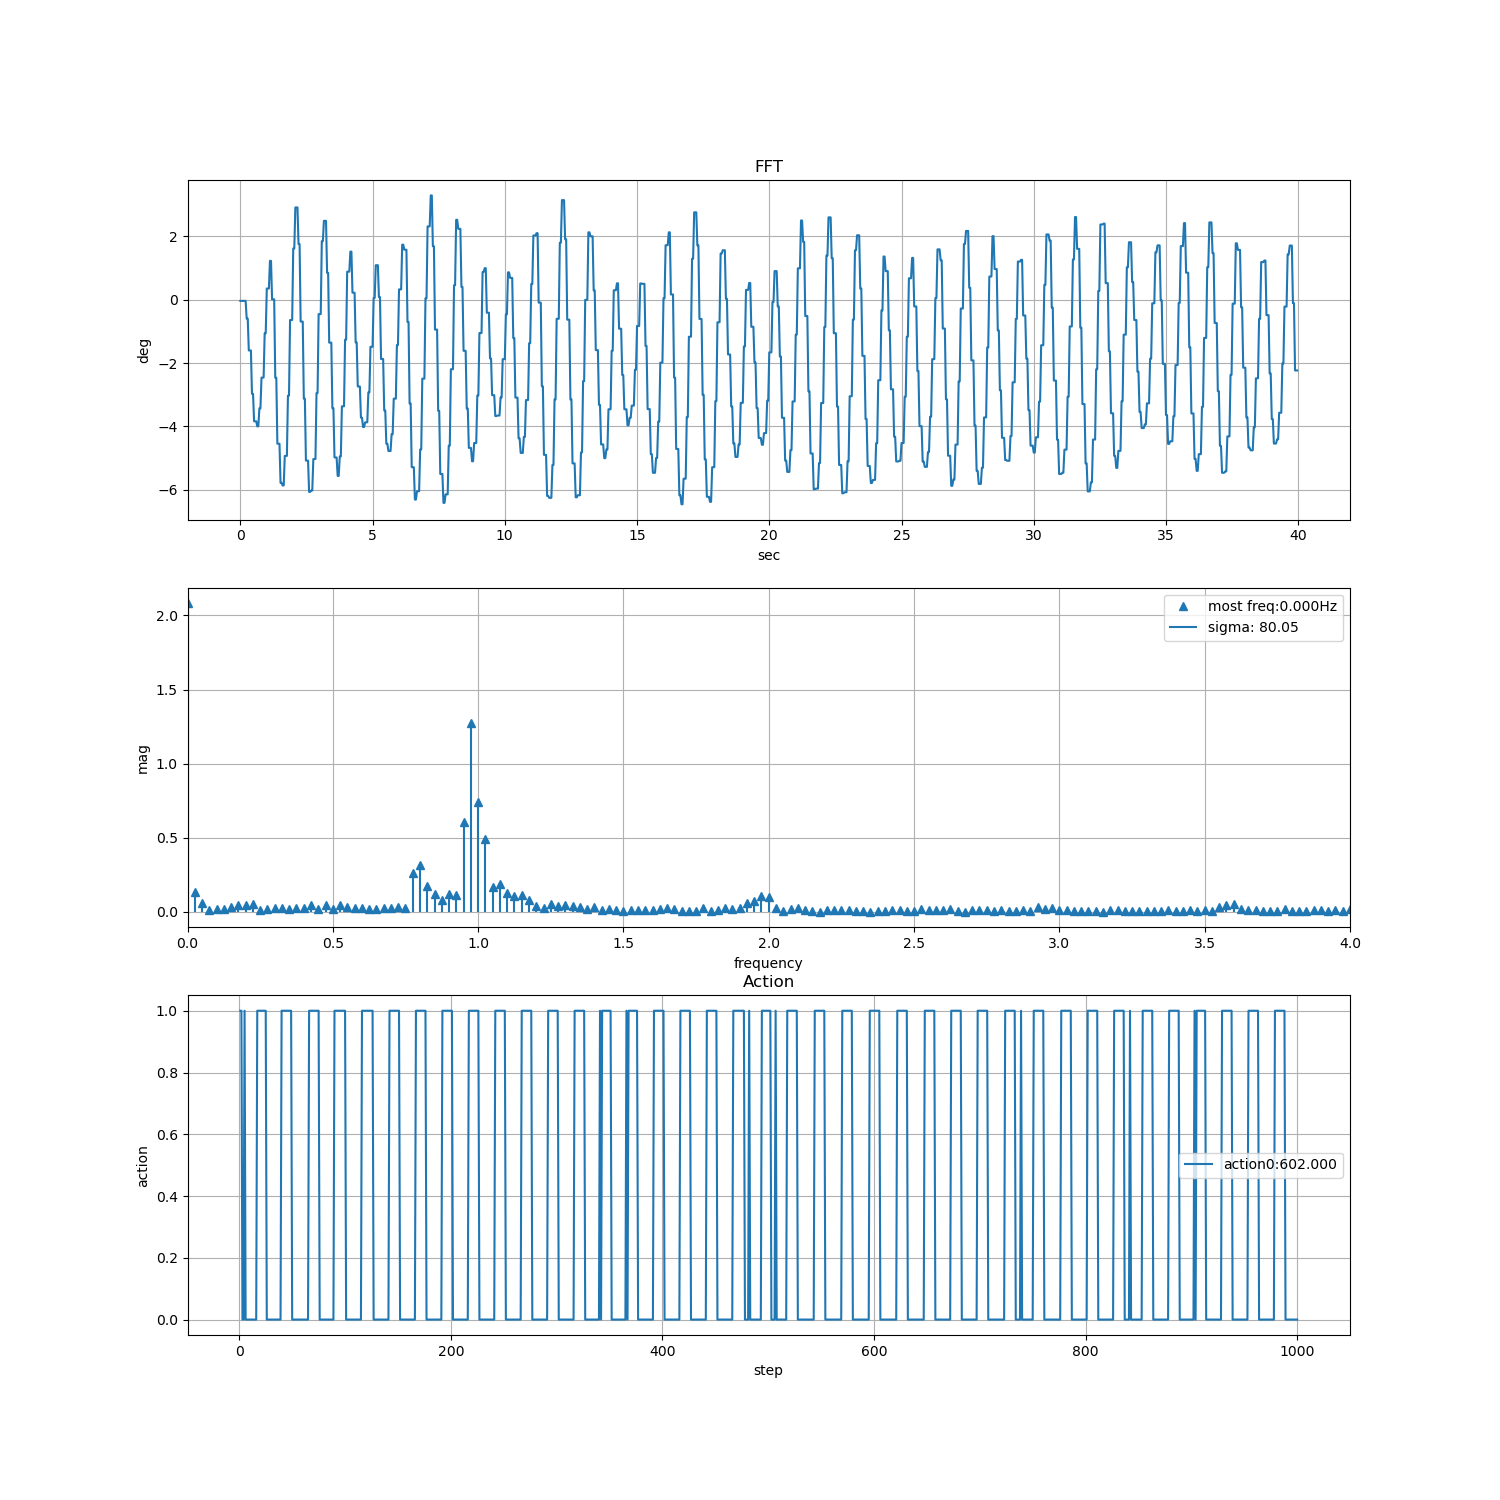 FFT
2
0
−2
−4
−6
deg
0 5 10 15 20 25 30 35 40
sec
2.0
1.5
1.0
0.5
0.0
mag
most freq:0.000Hz
sigma: 80.05
0.0 0.5 1.0 1.5 2.0 2.5 3.0 3.5 4.0
frequency
Action
1.0
0.8
0.6
0.4
0.2
0.0
action
action0:602.000
0 200 400 600 800 1000
step